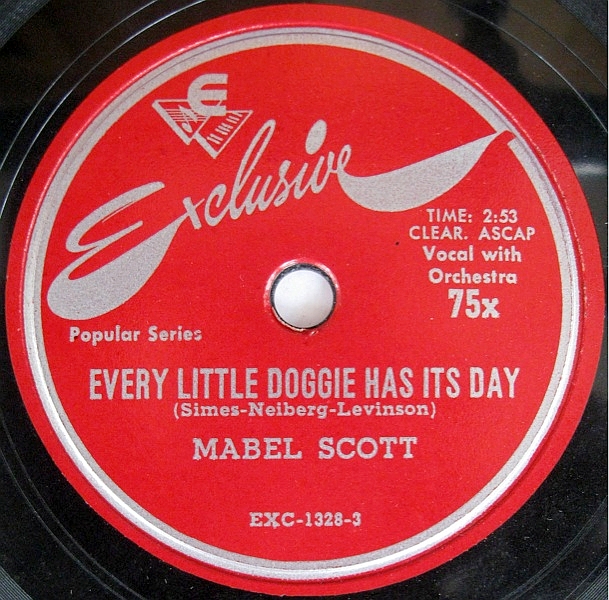 E
Exclusive
TIME: 2:53
CLEAR. ASCAP
Vocal with
Orchestra
75x
Popular Series
EVERY LITTLE DOGGIE HAS ITS DAY
(Simes-Neiberg-Levinson)
MABEL SCOTT
EXC-1328-3